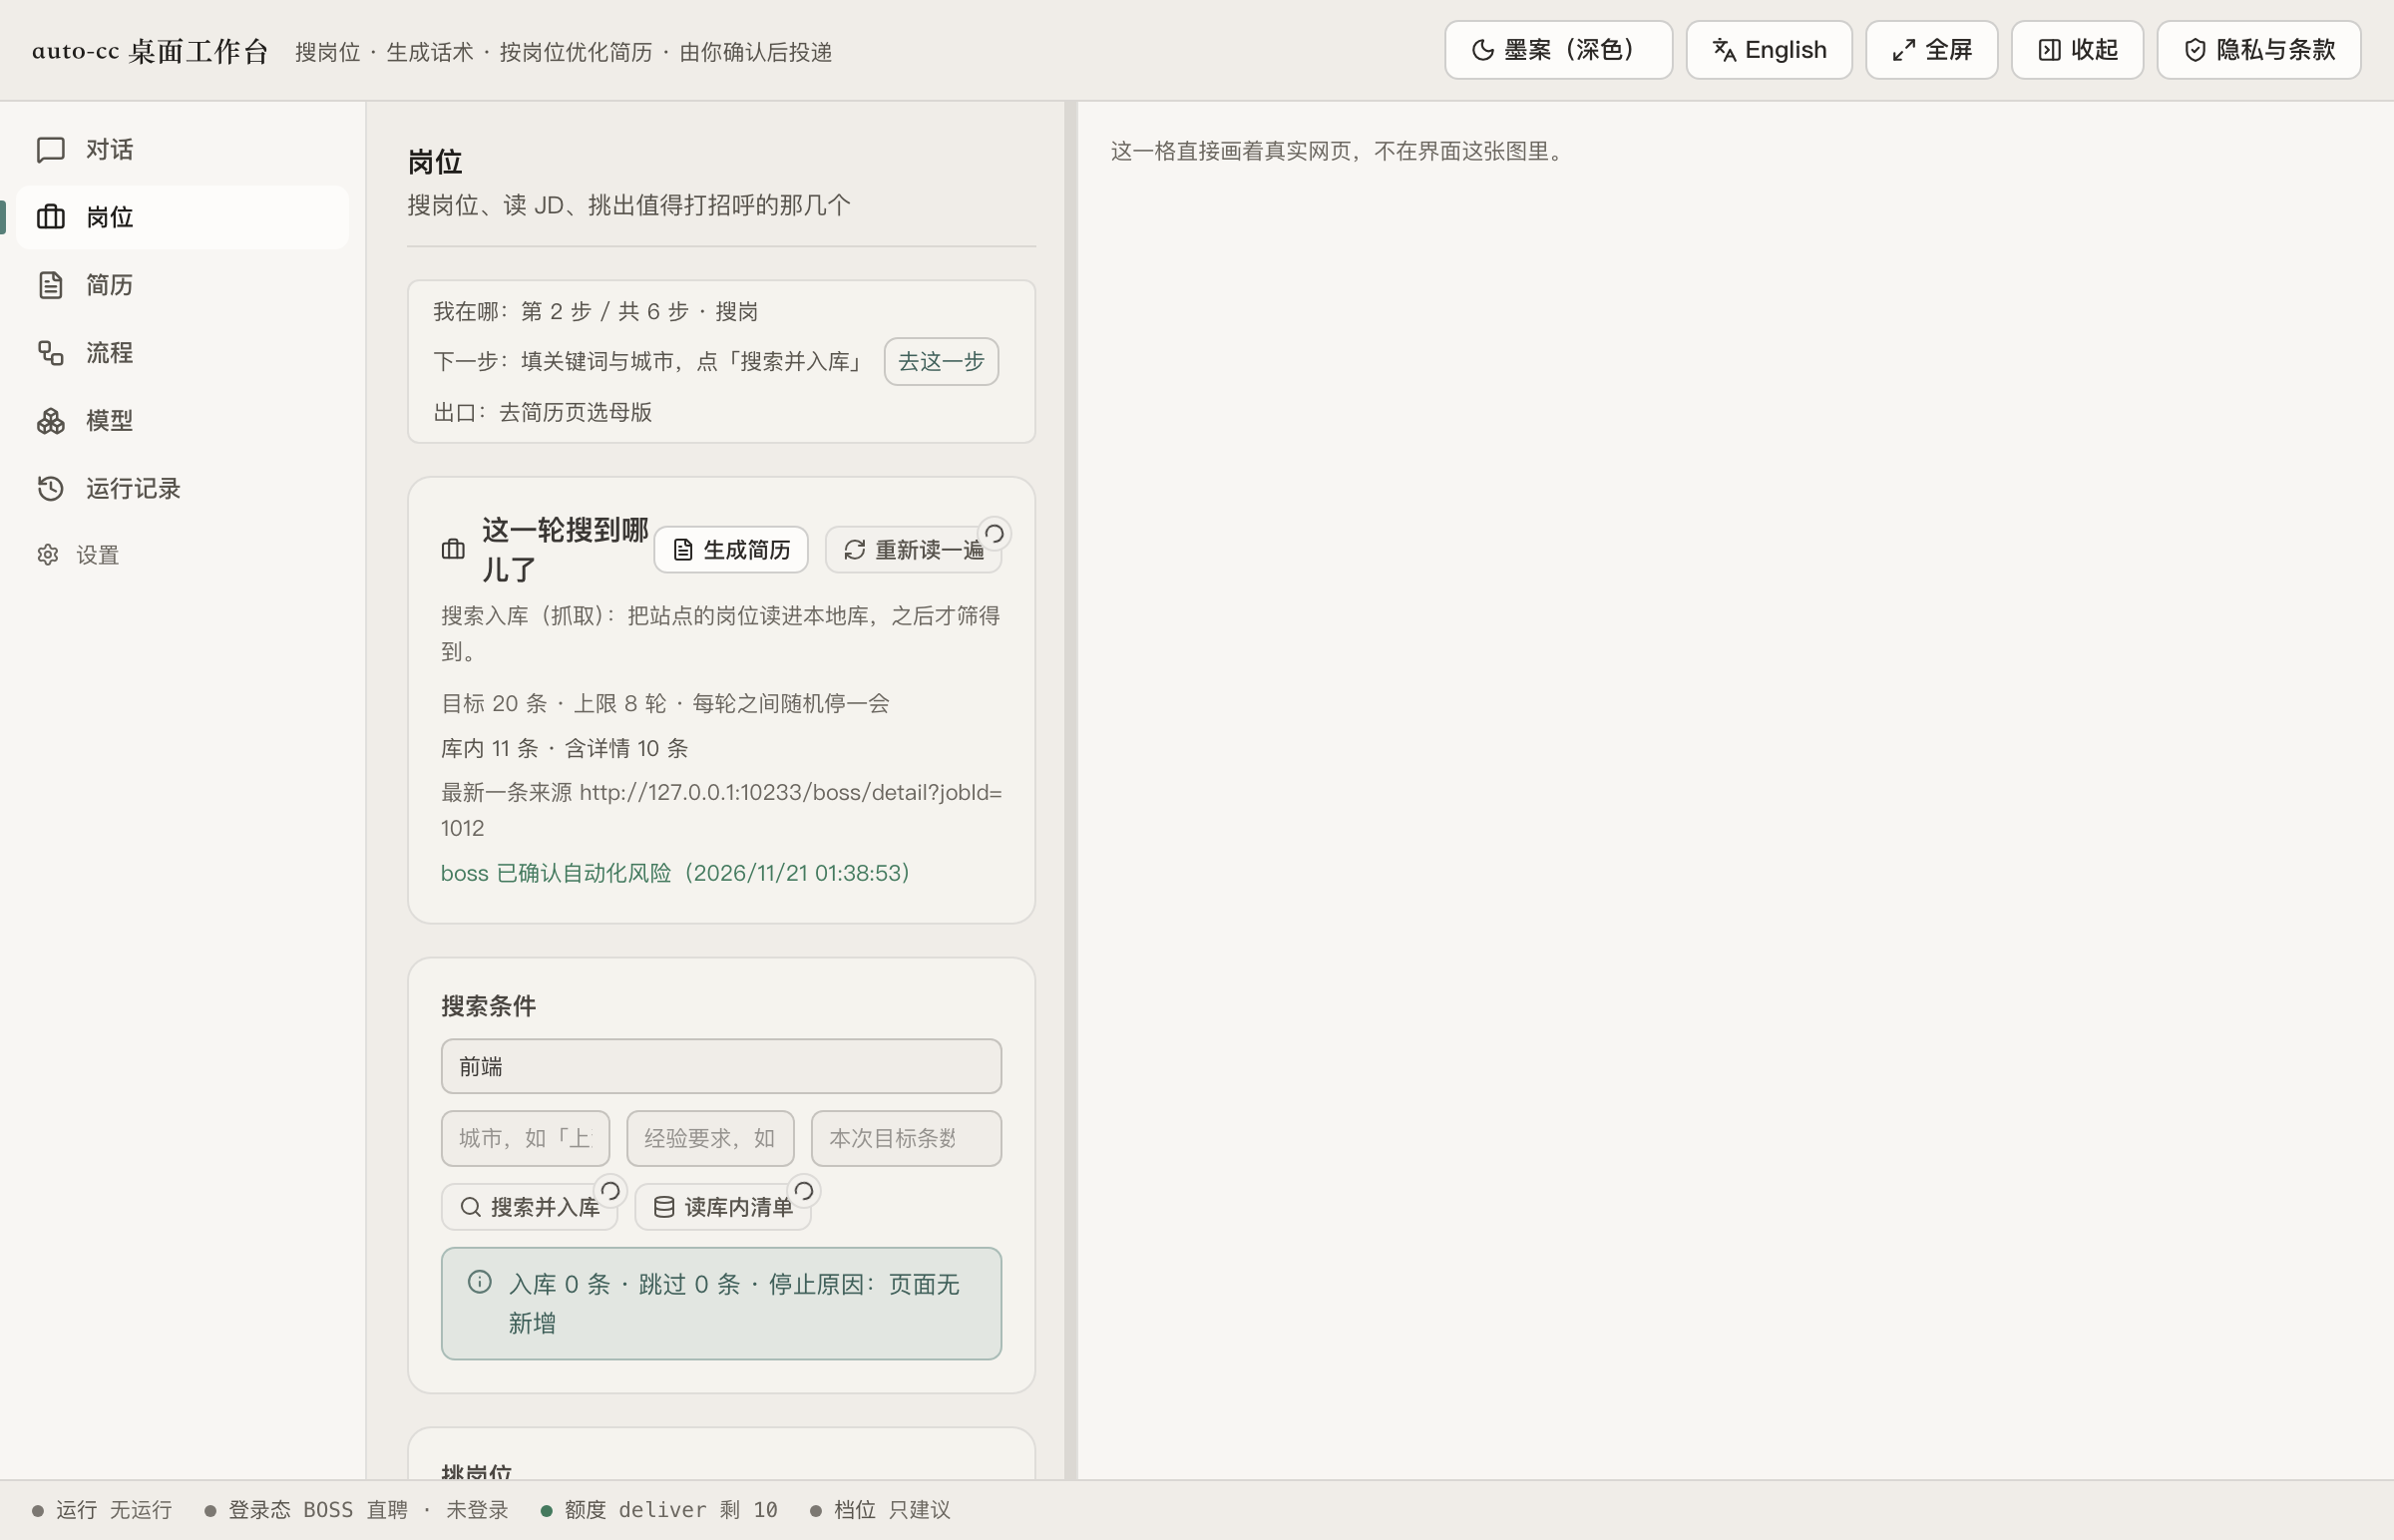 auto-cc 桌面工作台
搜岗位 · 生成话术 · 按岗位优化简历 · 由你确认后投递
墨案（深色）
English
全屏
收起
隐私与条款
对话
岗位
简历
流程
模型
运行记录
设置
岗位
搜岗位、读 JD、挑出值得打招呼的那几个
我在哪：第 2 步 / 共 6 步 · 搜岗
下一步：填关键词与城市，点「搜索并入库」 去这一步
出口：去简历页选母版
这一轮搜到哪
儿了
生成简历
重新读一遍
搜索入库（抓取）：把站点的岗位读进本地库，之后才筛得
到。
目标 20 条 · 上限 8 轮 · 每轮之间随机停一会
库内 11 条 · 含详情 10 条
最新一条来源 http://127.0.0.1:10233/boss/detail?jobId=
1012
boss 已确认自动化风险（2026/11/21 01:38:53）
搜索条件
前端
城市，如「上
经验要求，如
本次目标条数
搜索并入库
读库内清单
入库 0 条 · 跳过 0 条 · 停止原因：页面无
新增
挑岗位
这一格直接画着真实网页，不在界面这张图里。
运行 无运行
登录态 BOSS 直聘 · 未登录
额度 deliver 剩 10
档位 只建议